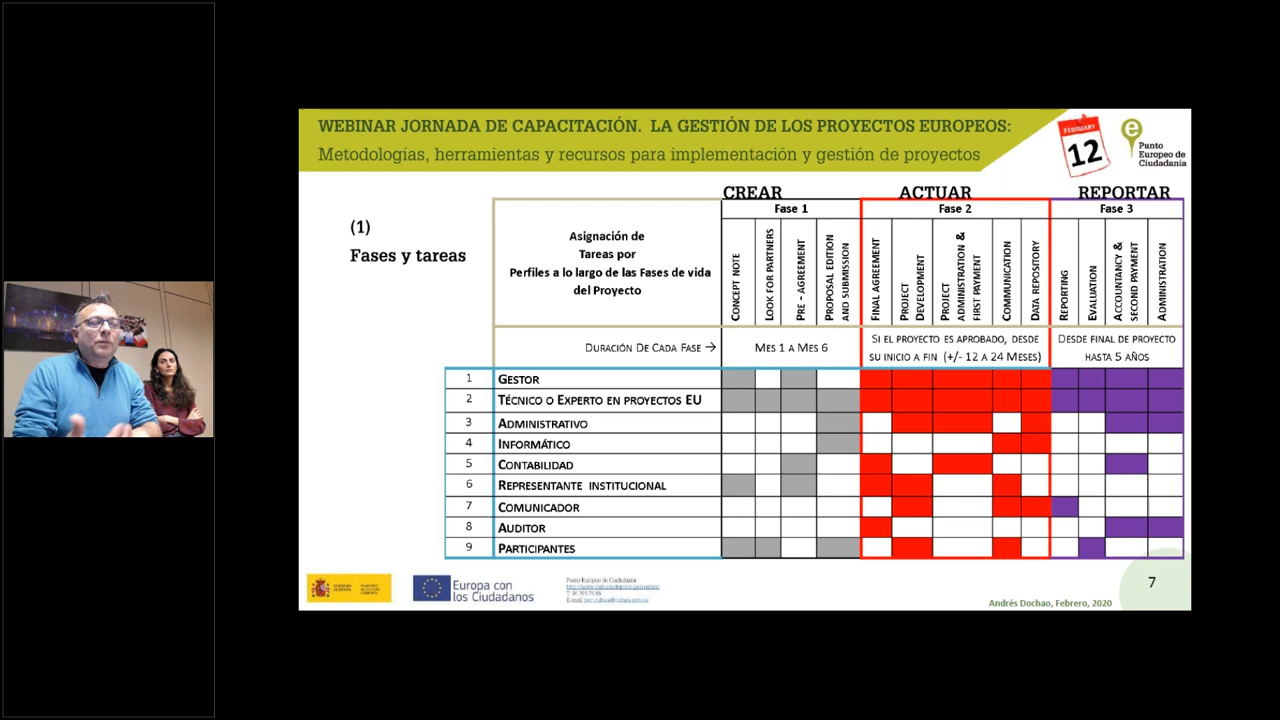 WEBINAR JORNADA DE CAPACITACIÓN. LA GESTIÓN DE LOS PROYECTOS EUROPEOS:
Metodologías, herramientas y recursos para implementación y gestión de proyectos
FEBRUARY
12
e
Punto
Europeo de
Ciudadanía
(1)
Fases y tareas
CREAR
ACTUAR
REPORTAR
Asignación de
Tareas por
Perfiles a lo largo de las Fases de vida
del Proyecto
Fase 1
Fase 2
Fase 3
CONCEPT NOTE
LOOK FOR PARTNERS
PRE - AGREEMENT
PROPOSAL EDITION
AND SUBMISSION
FINAL AGREEMENT
PROJECT
DEVELOPMENT
PROJECT
ADMINISTRATION &
FIRST PAYMENT
COMMUNICATION
DATA REPOSITORY
REPORTING
EVALUATION
ACCOUNTANCY &
SECOND PAYMENT
ADMINISTRATION
DURACIÓN DE CADA FASE →
MES 1 A MES 6
SI EL PROYECTO ES APROBADO, DESDE
SU INICIO A FIN (+/- 12 A 24 MESES)
DESDE FINAL DE PROYECTO
HASTA 5 AÑOS
1 GESTOR
2 TÉCNICO O EXPERTO EN PROYECTOS EU
3 ADMINISTRATIVO
4 INFORMÁTICO
5 CONTABILIDAD
6 REPRESENTANTE INSTITUCIONAL
7 COMUNICADOR
8 AUDITOR
9 PARTICIPANTES
Europa con
los Ciudadanos
Punto Europeo de Ciudadanía
Andrés Dochao, Febrero, 2020
7